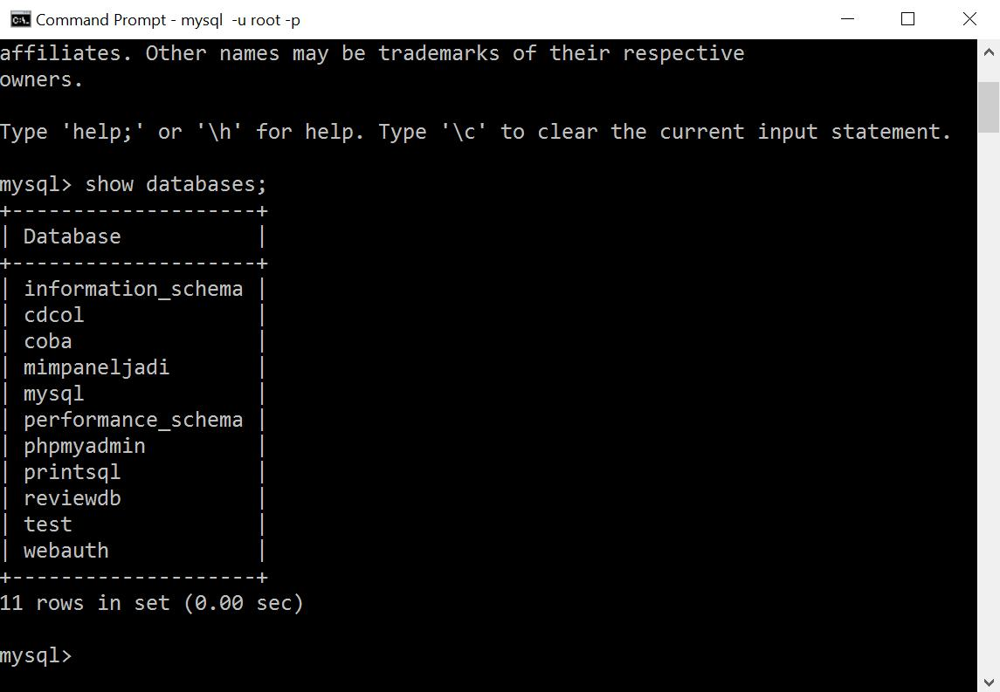 Command Prompt - mysql  -u root -p
affiliates. Other names may be trademarks of their respective
owners.
Type 'help;' or '\h' for help. Type '\c' to clear the current input statement.
mysql> show databases;
+--------------------+
| Database           |
+--------------------+
| information_schema |
| cdcol              |
| coba               |
| mimpaneljadi       |
| mysql              |
| performance_schema |
| phpmyadmin         |
| printsql           |
| reviewdb           |
| test               |
| webauth            |
+--------------------+
11 rows in set (0.00 sec)
mysql>